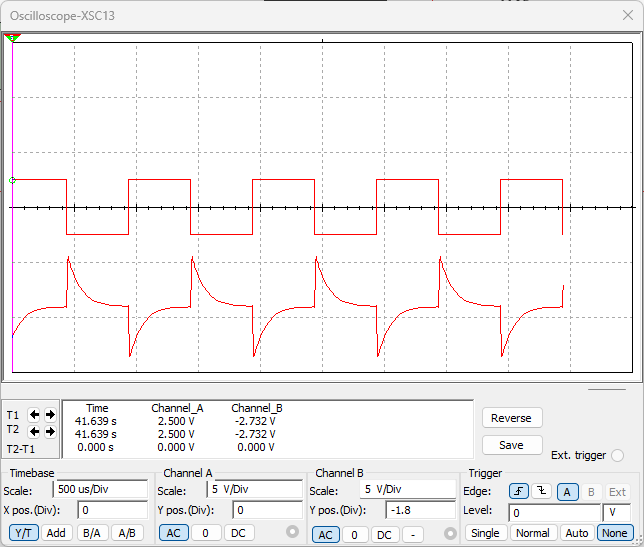 Oscilloscope-XSC13
T1
T2
T2-T1
Time Channel_A Channel_B
41.639 s 2.500 V -2.732 V
41.639 s 2.500 V -2.732 V
0.000 s 0.000 V 0.000 V
Reverse
Save
Ext. trigger
Timebase
Scale: 500 us/Div
X pos.(Div): 0
Y/T Add B/A A/B
Channel A
Scale: 5 V/Div
Y pos.(Div): 0
AC 0 DC
Channel B
Scale: 5 V/Div
Y pos.(Div): -1.8
AC 0 DC -
Trigger
Edge: A B Ext
Level: 0 V
Single Normal Auto None